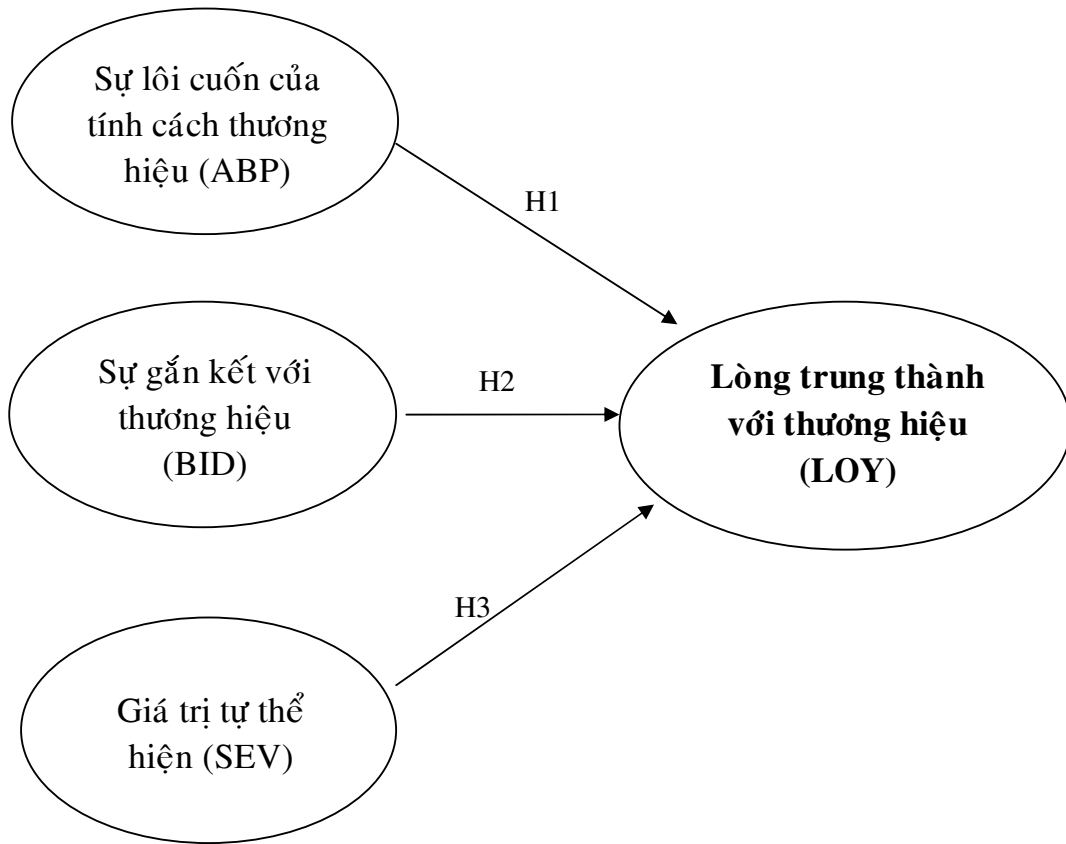 Sự lôi cuốn của
tính cách thương
hiệu (ABP)
H1
Sự gắn kết với
thương hiệu
(BID)
H2
Lòng trung thành
với thương hiệu
(LOY)
H3
Giá trị tự thể
hiện (SEV)